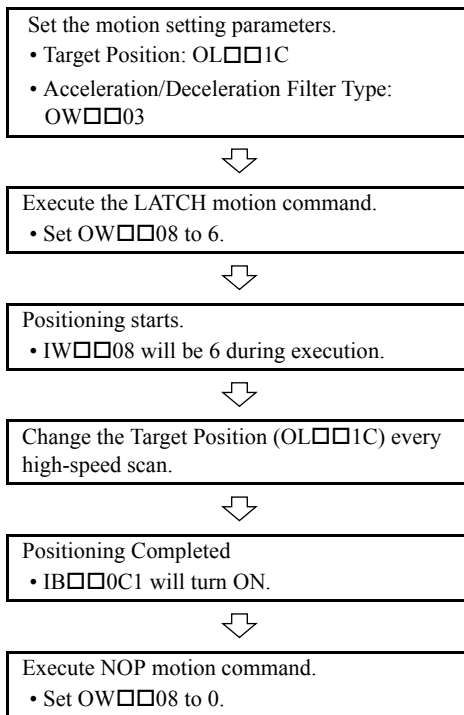 Set the motion setting parameters.
• Target Position: OL□□1C
• Acceleration/Deceleration Filter Type:
OW□□03
Execute the LATCH motion command.
• Set OW□□08 to 6.
Positioning starts.
• IW□□08 will be 6 during execution.
Change the Target Position (OL□□1C) every
high-speed scan.
Positioning Completed
• IB□□0C1 will turn ON.
Execute NOP motion command.
• Set OW□□08 to 0.